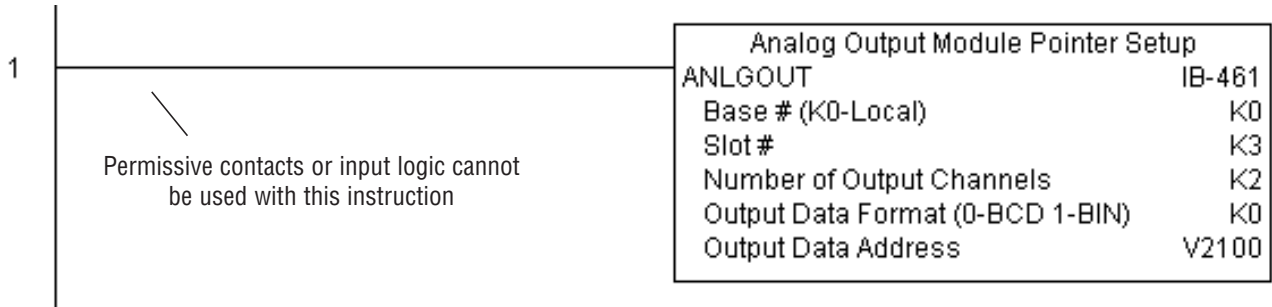 1
Permissive contacts or input logic cannot
be used with this instruction
Analog Output Module Pointer Setup
ANLGOUT IB-461
Base # (K0-Local) K0
Slot # K3
Number of Output Channels K2
Output Data Format (0-BCD 1-BIN) K0
Output Data Address V2100